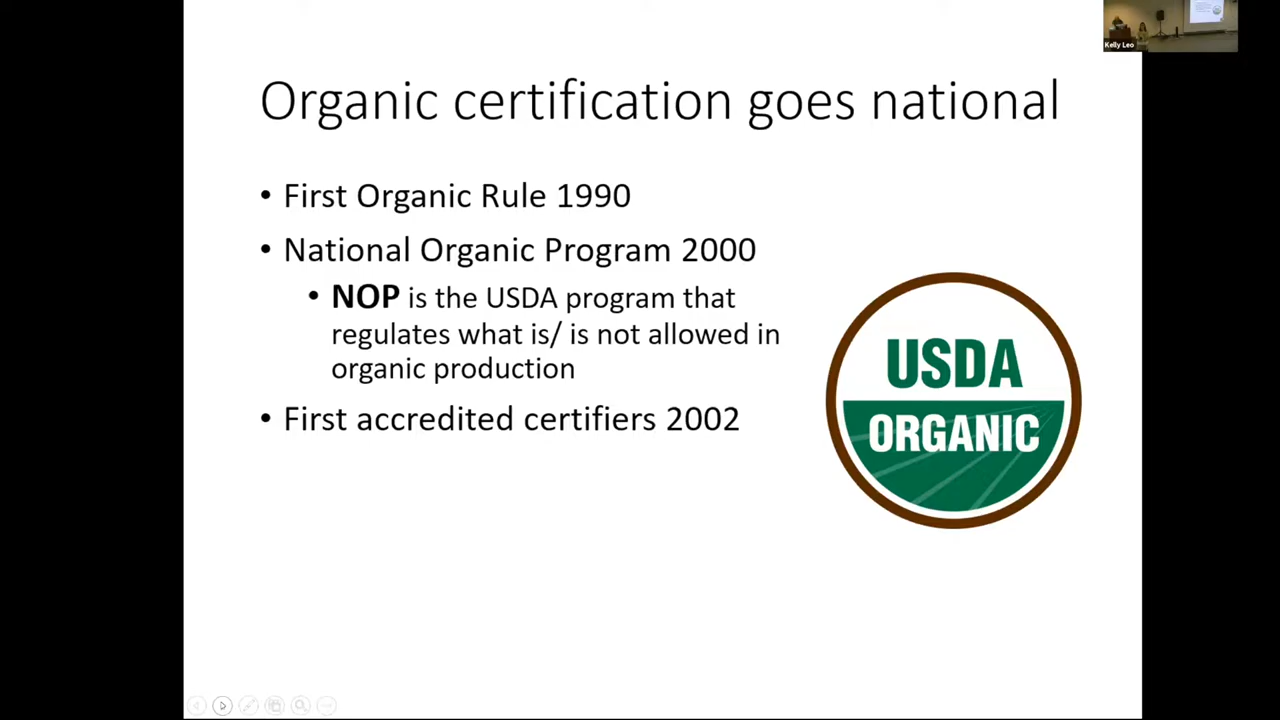 Kelly Leo
Organic certification goes national
• First Organic Rule 1990
• National Organic Program 2000
• NOP is the USDA program that
regulates what is/ is not allowed in
organic production
• First accredited certifiers 2002
USDA
ORGANIC